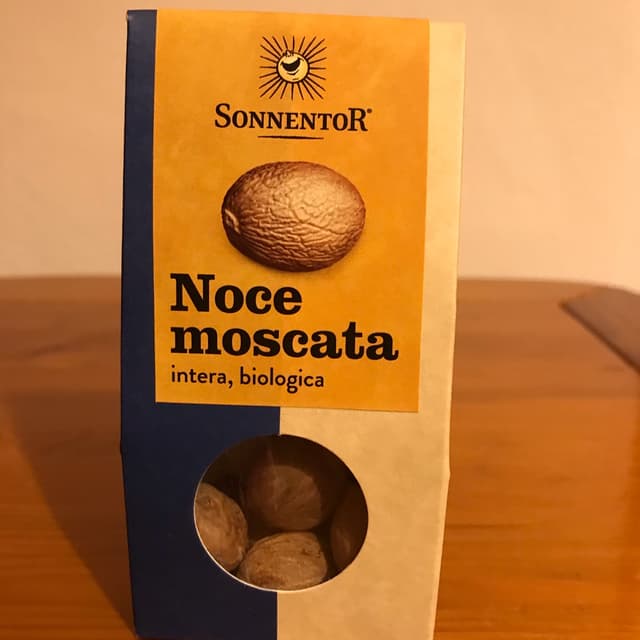 SONNENTOR®
Noce
moscata
intera, biologica